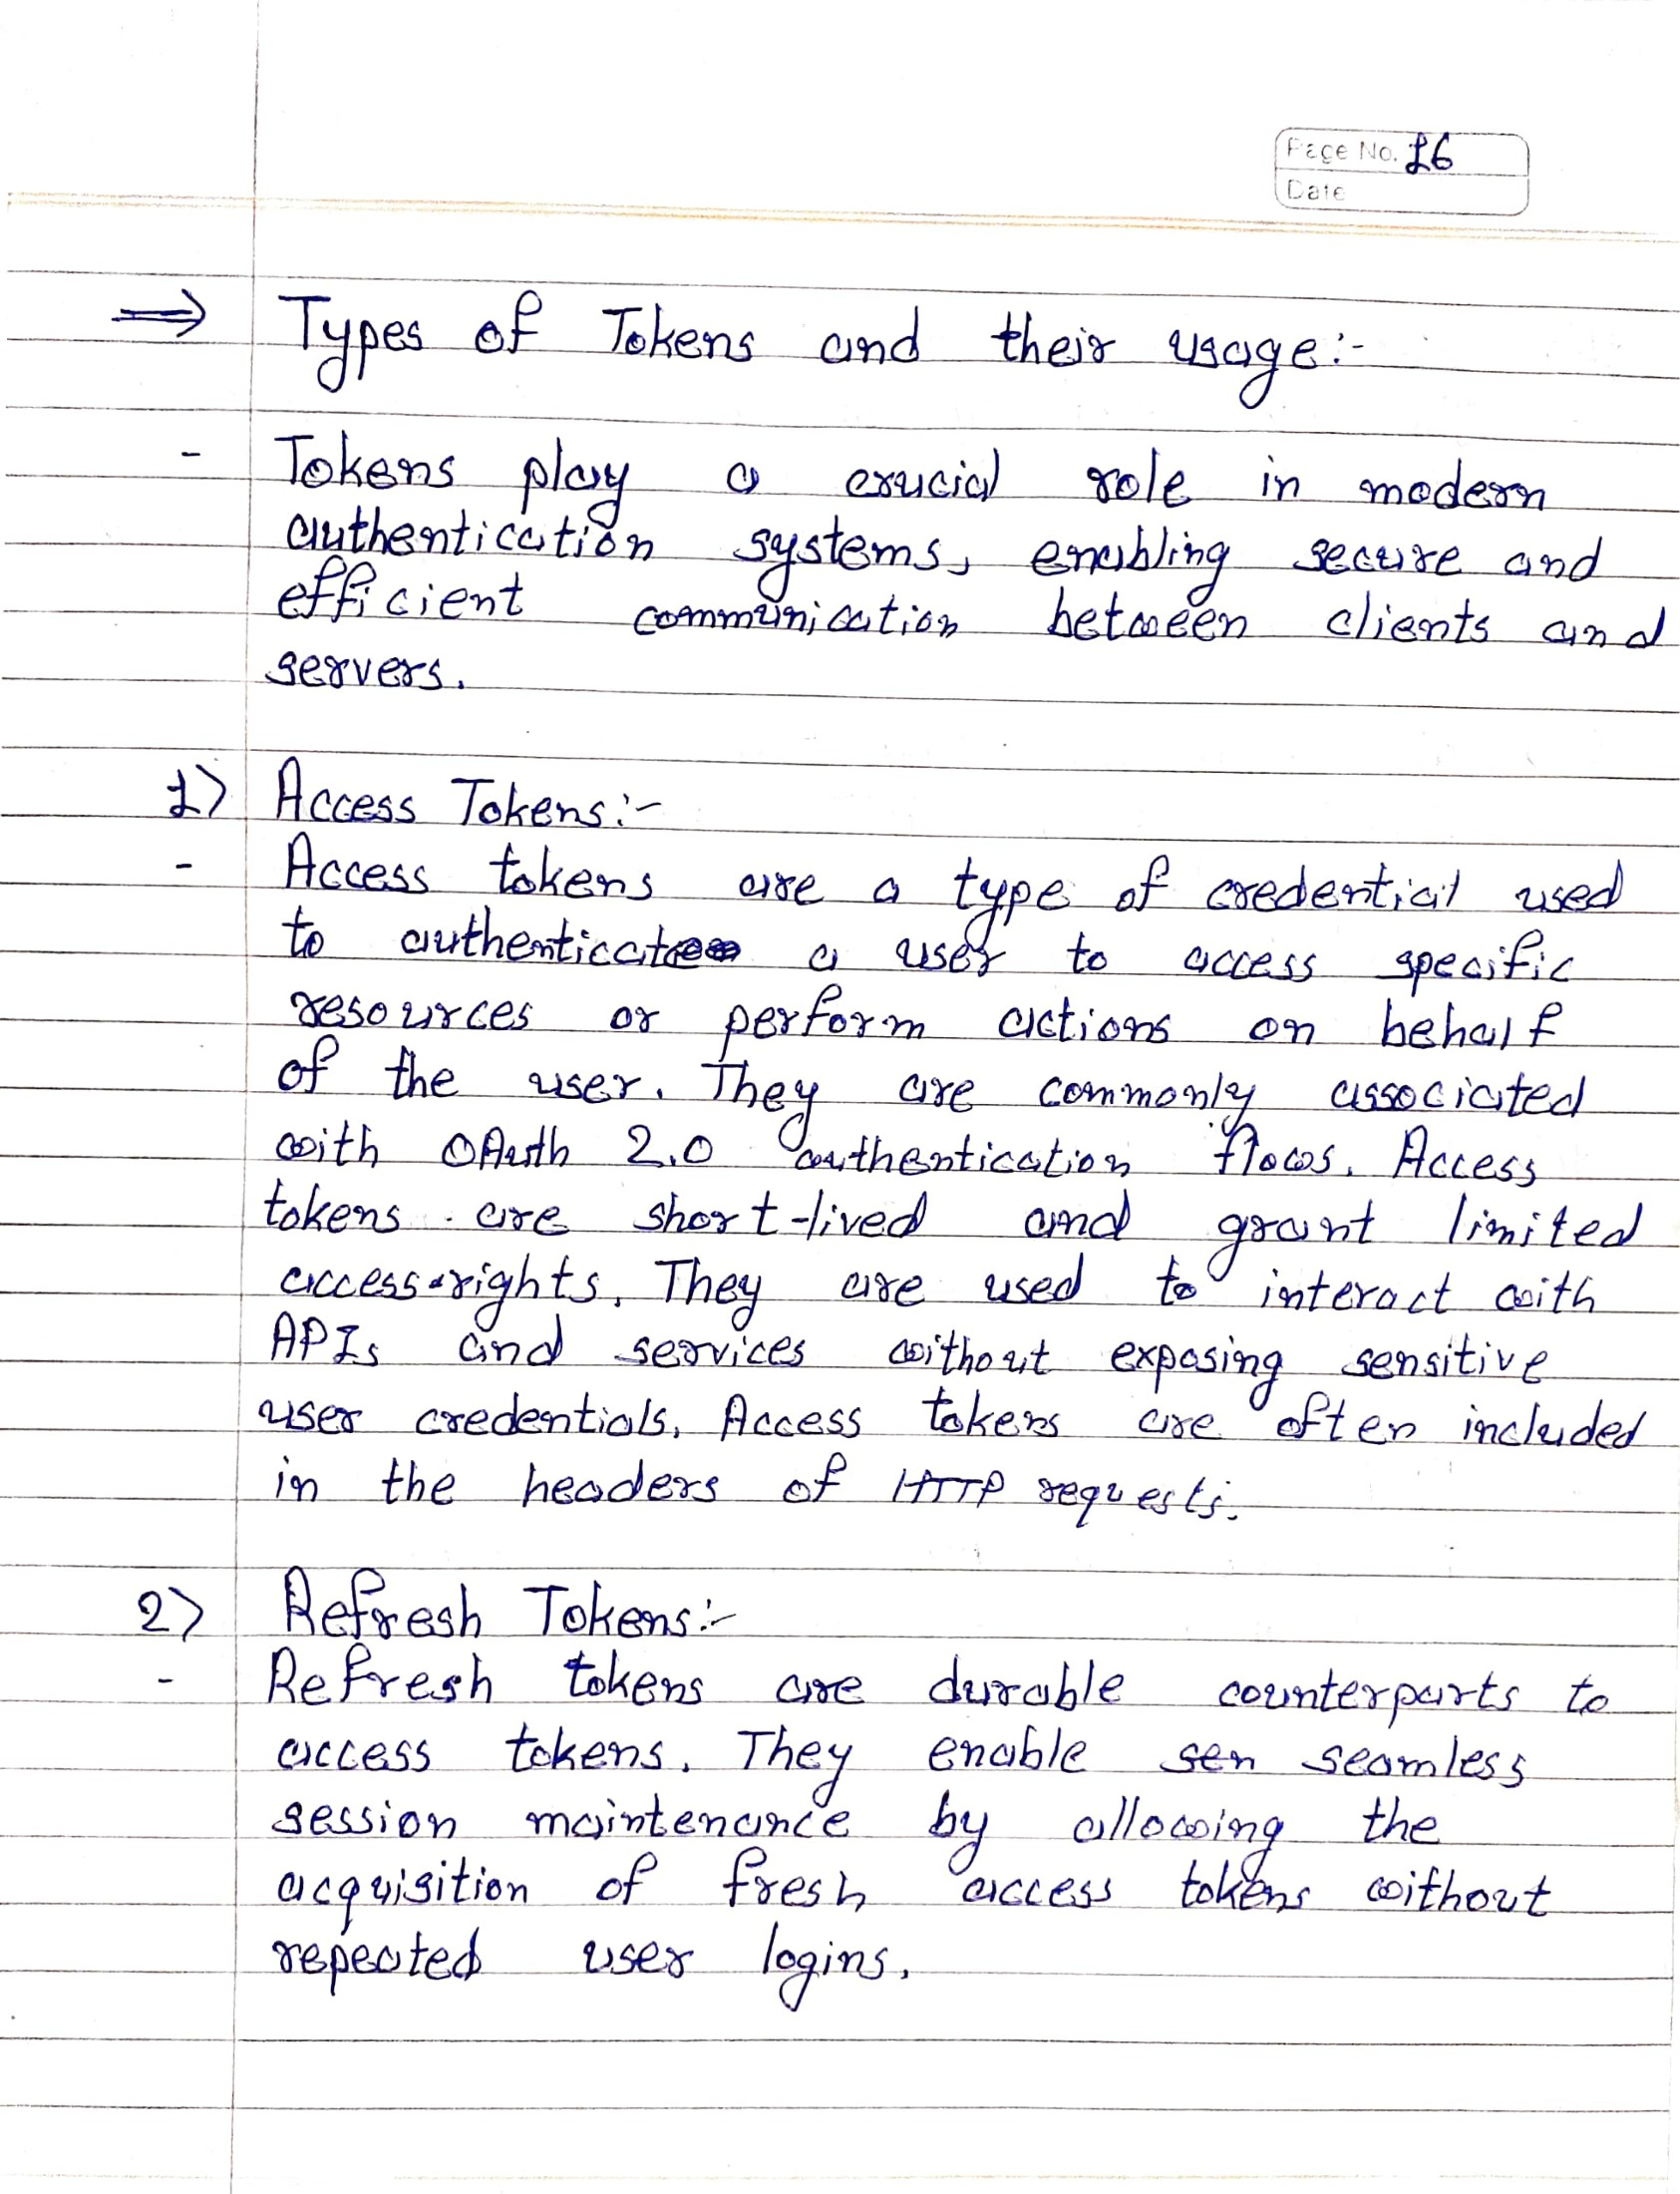 Page No. 16
Date
⇒ Types of Tokens and their usage:-
- Tokens play a crucial role in modern
authentication systems, enabling secure and
efficient communication between clients and
servers.
1) Access Tokens:-
- Access tokens are a type of credential used
to authenticate a user to access specific
resources or perform actions on behalf
of the user. They are commonly associated
with OAuth 2.0 authentication flows. Access
tokens are short-lived and grant limited
access rights. They are used to interact with
APIs and services without exposing sensitive
user credentials. Access tokens are often included
in the headers of HTTP requests.
2) Refresh Tokens:-
- Refresh tokens are durable counterparts to
access tokens. They enable sen seamless
session maintenance by allowing the
acquisition of fresh access tokens without
repeated user logins.